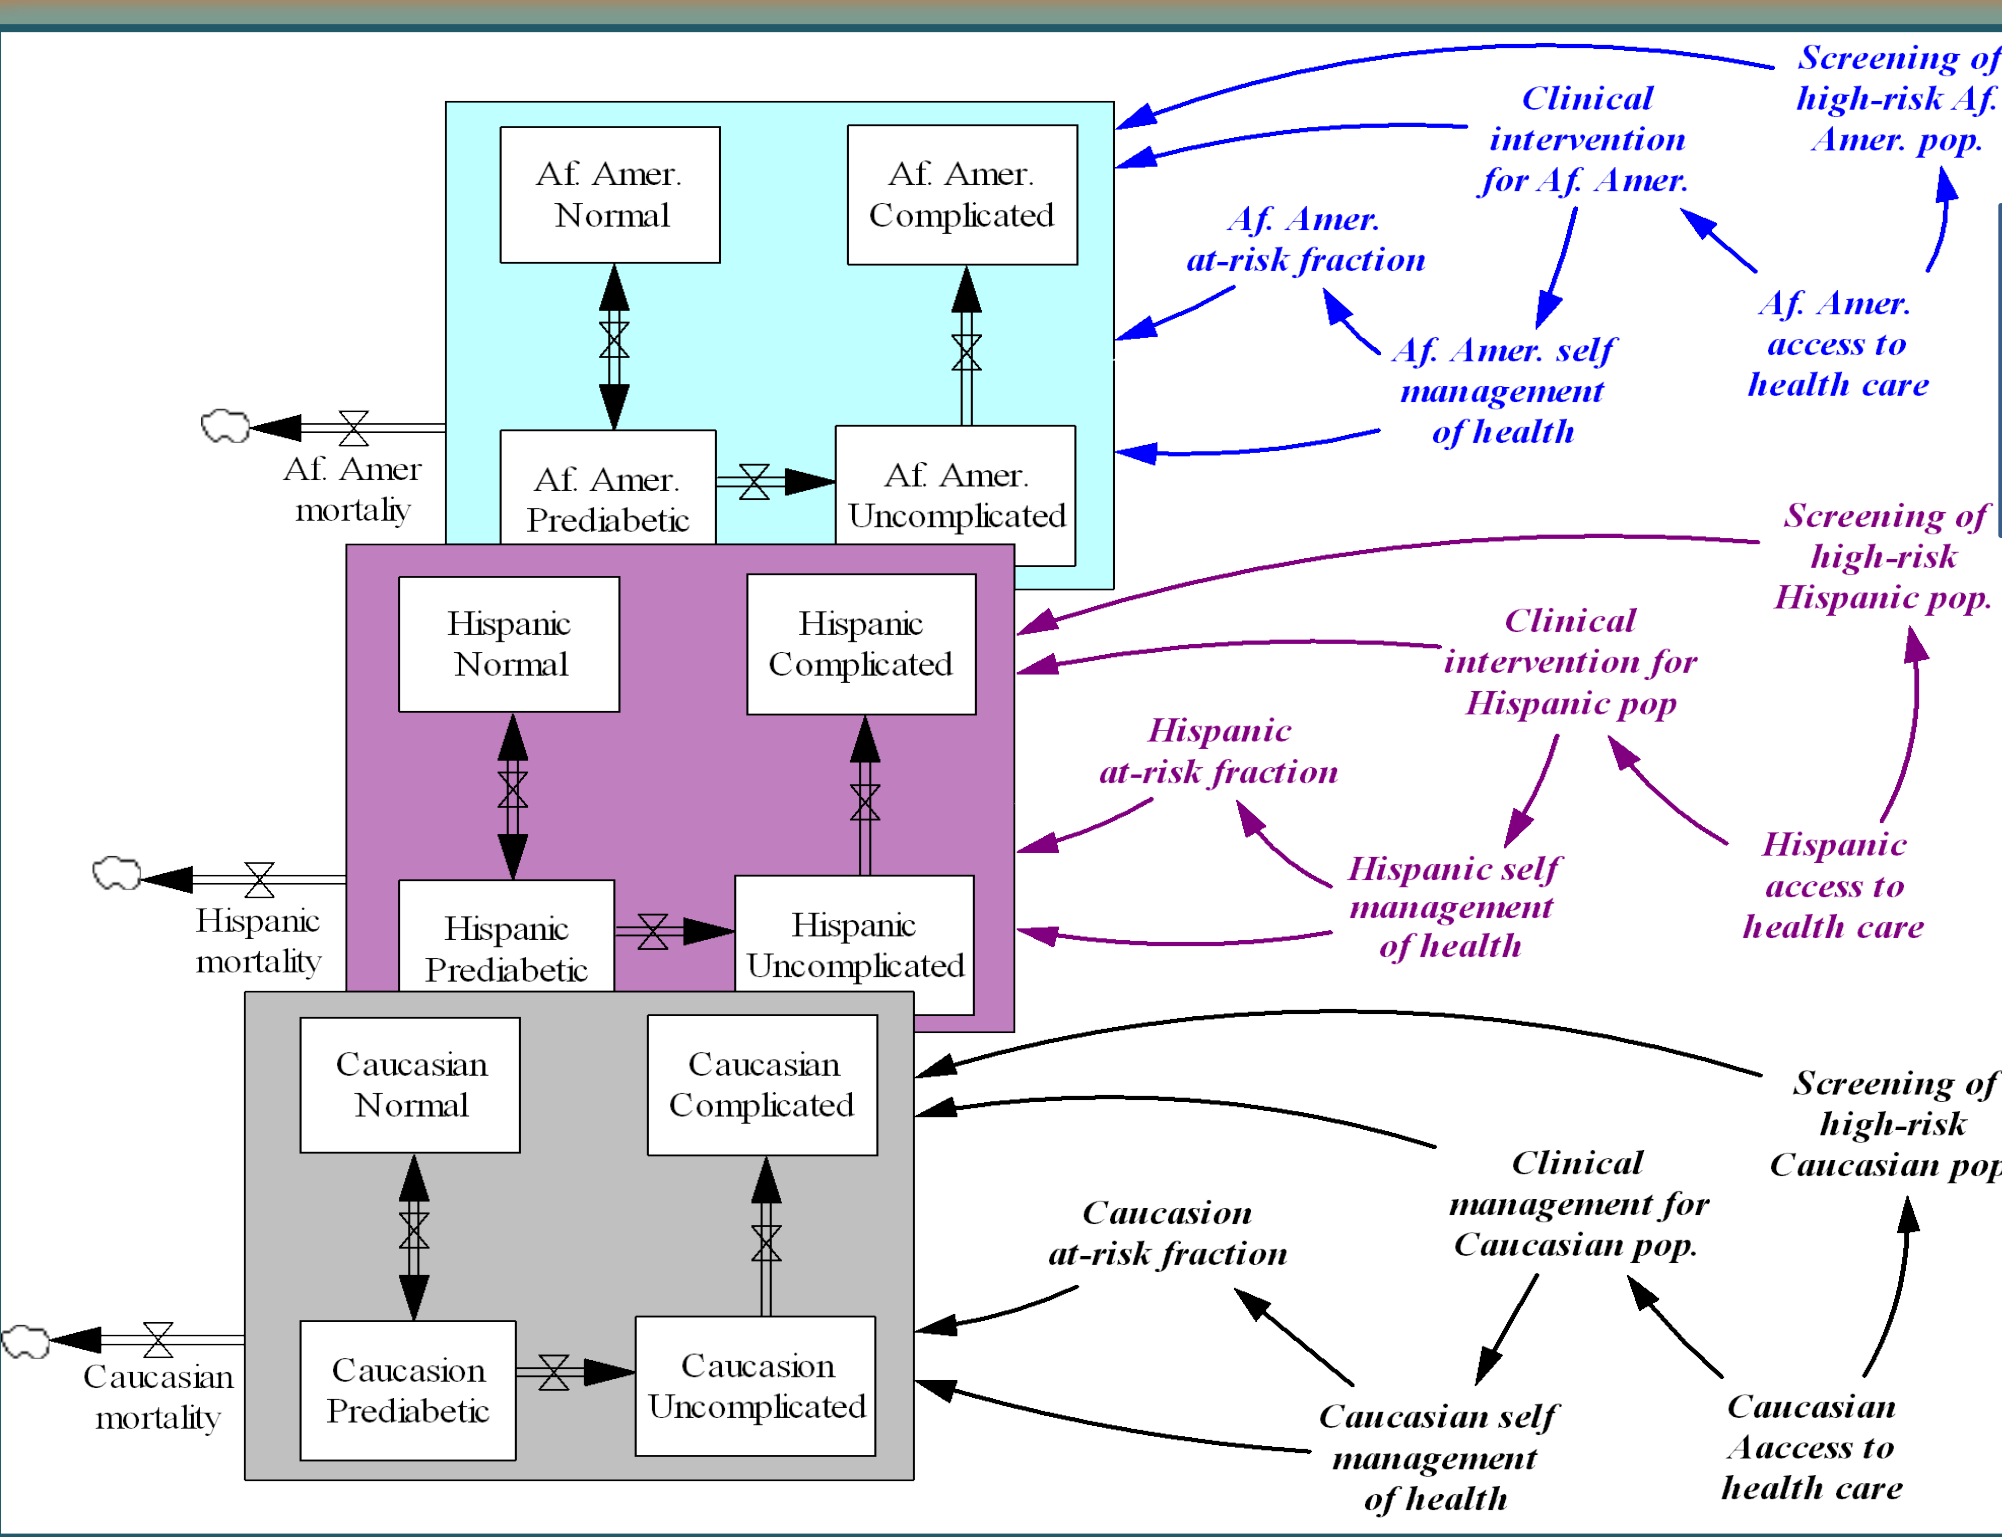 Af. Amer.
Normal
Af. Amer.
Complicated
Af. Amer.
Prediabetic
Af. Amer.
Uncomplicated
Af. Amer
mortaliy
Screening of
high-risk Af.
Amer. pop.
Clinical
intervention
for Af. Amer.
Af. Amer.
at-risk fraction
Af. Amer. self
management
of health
Af. Amer.
access to
health care
Hispanic
Normal
Hispanic
Complicated
Hispanic
Prediabetic
Hispanic
Uncomplicated
Hispanic
mortality
Screening of
high-risk
Hispanic pop.
Clinical
intervention for
Hispanic pop
Hispanic
at-risk fraction
Hispanic self
management
of health
Hispanic
access to
health care
Caucasian
Normal
Caucasian
Complicated
Caucasion
Prediabetic
Caucasion
Uncomplicated
Caucasian
mortality
Screening of
high-risk
Caucasian pop
Clinical
management for
Caucasian pop.
Caucasion
at-risk fraction
Caucasian self
management
of health
Caucasian
Aaccess to
health care